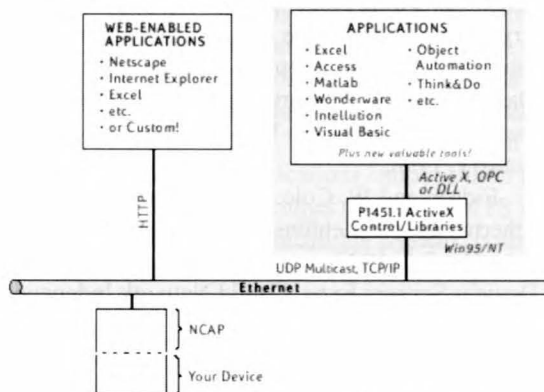 WEB-ENABLED
APPLICATIONS
· Netscape
· Internet Explorer
· Excel
· etc.
· or Custom!
APPLICATIONS
· Excel
· Access
· Matlab
· Wonderware
· Intellution
· Visual Basic
· Object
Automation
· Think&Do
· etc.
Plus new valuable tools!
Active X, OPC
or DLL
P1451.1 ActiveX
Control/Libraries
Win95/NT
HTTP
UDP Multicast, TCP/IP
Ethernet
NCAP
Your Device